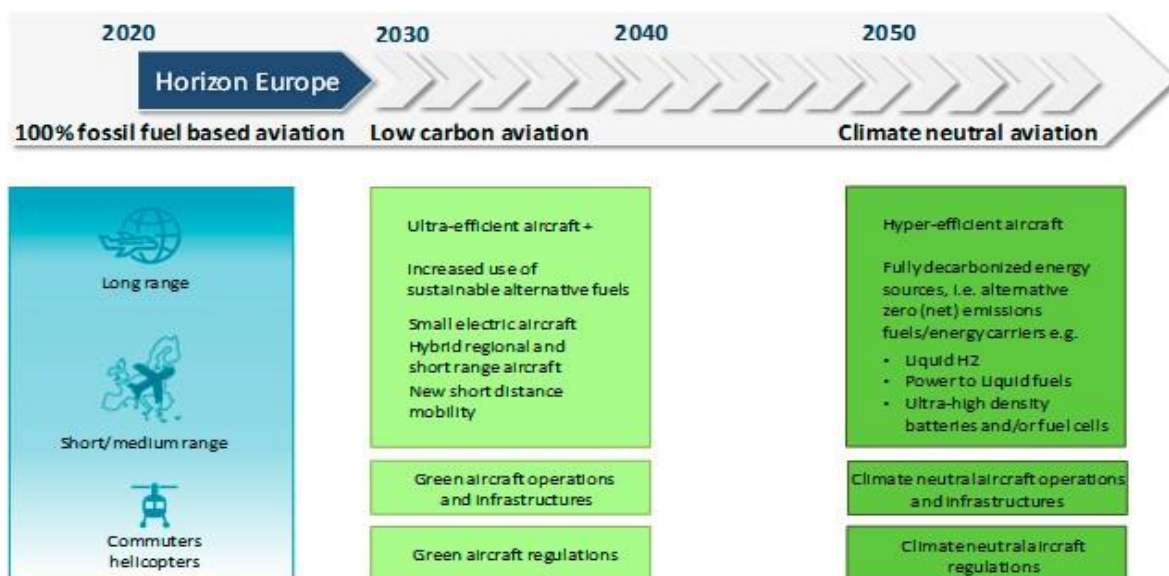 2020
2030
2040
2050
Horizon Europe
100% fossil fuel based aviation
Low carbon aviation
Climate neutral aviation
Long range
Short/medium range
Commuters
helicopters
Ultra-efficient aircraft +
Increased use of
sustainable alternative fuels
Small electric aircraft
Hybrid regional and
short range aircraft
New short distance
mobility
Green aircraft operations
and infrastructures
Green aircraft regulations
Hyper-efficient aircraft
Fully decarbonized energy
sources, i.e. alternative
zero (net) emissions
fuels/energy carriers e.g.
• Liquid H2
• Power to Liquid fuels
• Ultra-high density
batteries and/or fuel cells
Climate neutral aircraft operations
and infrastructures
Climate neutral aircraft
regulations